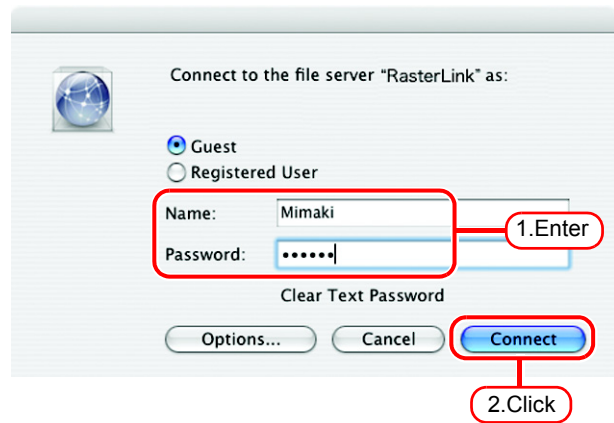 Connect to the file server “RasterLink” as:
Guest
Registered User
Name: Mimaki
1.Enter
Password: ••••••
Clear Text Password
Options... Cancel Connect
2.Click